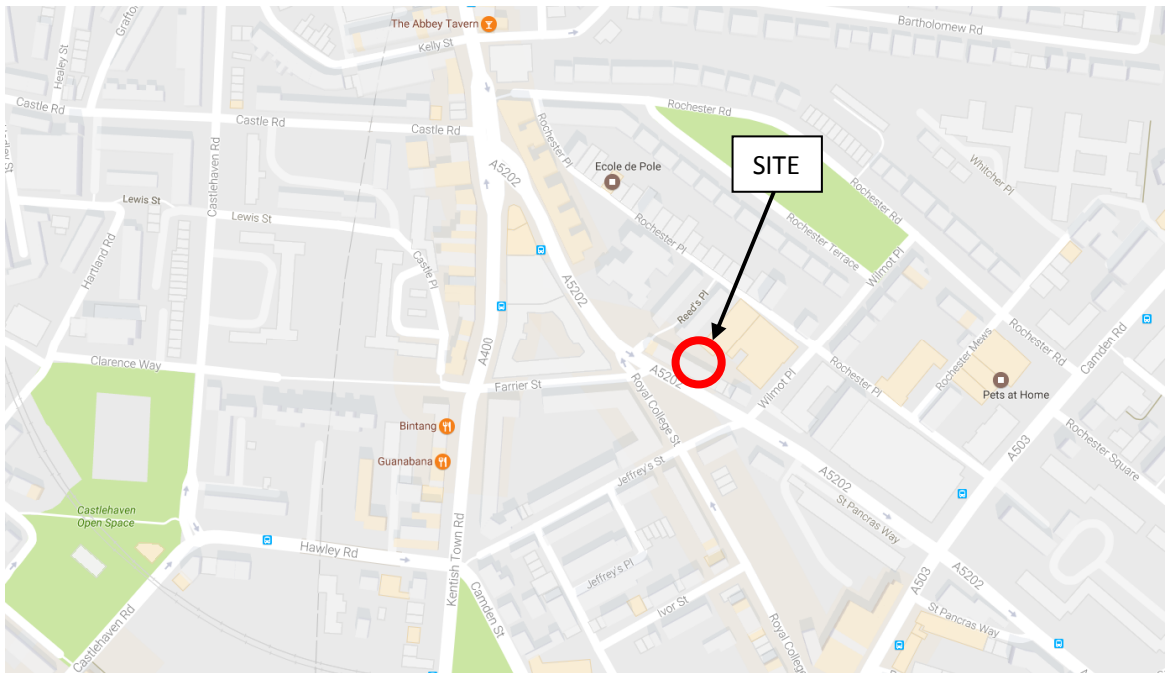 The Abbey Tavern
Bartholomew Rd
Kelly St
Healey St
Castle Rd
Castle Rd
Castle Rd
Rochester Rd
Rochester Pl
A5202
Ecole de Pole
SITE
Whitcher Pl
Castlehaven Rd
Lewis St
Lewis St
Rochester Rd
Rochester Pl
Rochester Terrace
Hartland Rd
Castle Pl
Wilmot Pl
A5202
Reed's Pl
A400
Rochester Mews
Rochester Rd
Camden Rd
Clarence Way
Farrier St
A5202
Rochester Pl
Wilmot Pl
Pets at Home
Royal College St
Bintang
Guanabana
Jeffrey's St
A503
Rochester Square
A5202
St Pancras Way
Castlehaven
Open Space
Hawley Rd
Kentish Town Rd
Jeffrey's Pl
Ivor St
A503
A5202
Camden St
St Pancras Way
Castlehaven Rd
Royal College